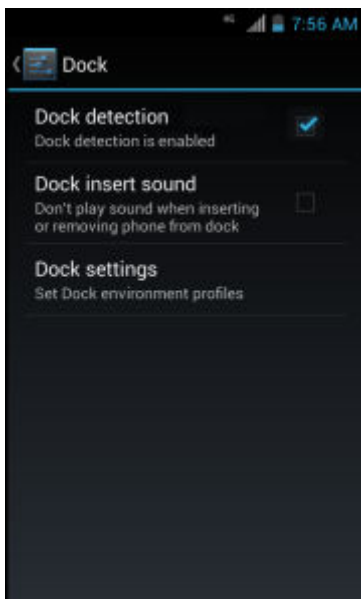 4G 7:56 AM
Dock
Dock detection
Dock detection is enabled
Dock insert sound
Don't play sound when inserting
or removing phone from dock
Dock settings
Set Dock environment profiles